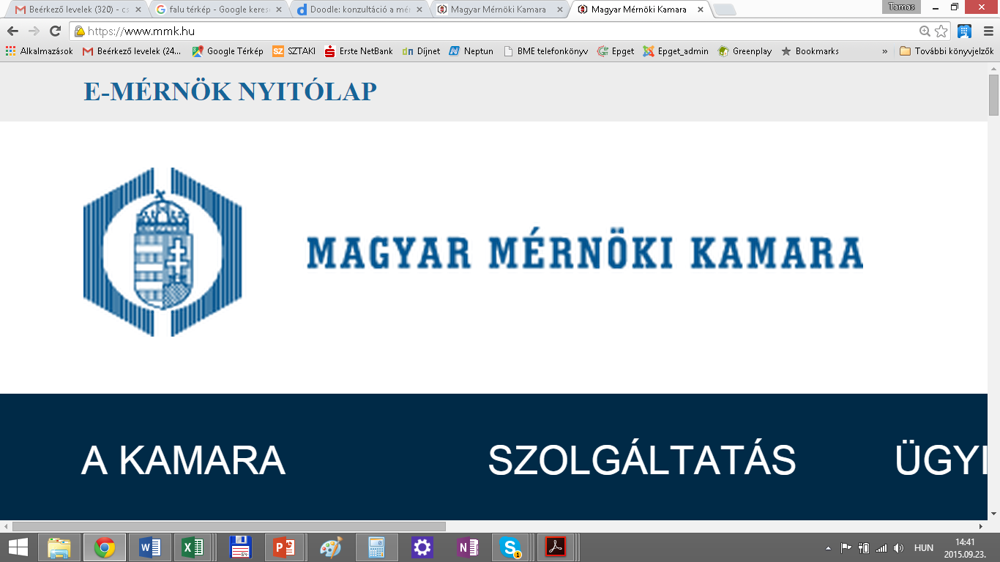 Beérkező levelek (320) - cs
falu térkép - Google keres
Doodle: konzultáció a mér
Magyar Mérnöki Kamara
Magyar Mérnöki Kamara
Tamas
https://www.mmk.hu
Alkalmazások
Beérkező levelek (24...
Google Térkép
SZTAKI
Erste NetBank
Díjnet
Neptun
BME telefonkönyv
Epget
Epget_admin
Greenplay
Bookmarks
»
További könyvjelzők
E-MÉRNÖK NYITÓLAP
MAGYAR MÉRNÖKI KAMARA
A KAMARA
SZOLGÁLTATÁS
ÜGYI
HUN
14:41
2015.09.23.